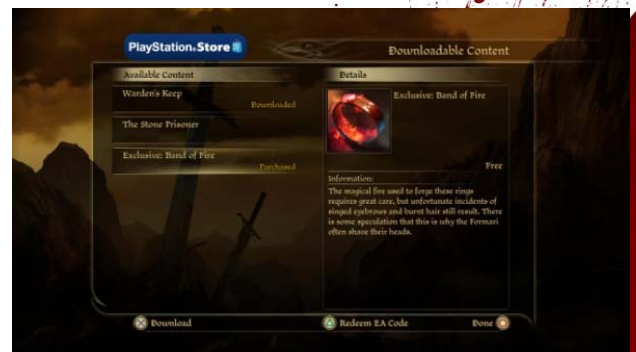 PlayStation®Store
Downloadable Content
Available Content
Warden's Keep
Downloaded
The Stone Prisoner
Exclusive: Band of Fire
Purchased
Details
Exclusive: Band of Fire
Free
Information:
The magical fire used to forge these rings
requires great care, but unfortunate incidents of
singed eyebrows and burnt hair still result. There
is some speculation that this is why the Formari
often shave their heads.
Download
Redeem EA Code
Done